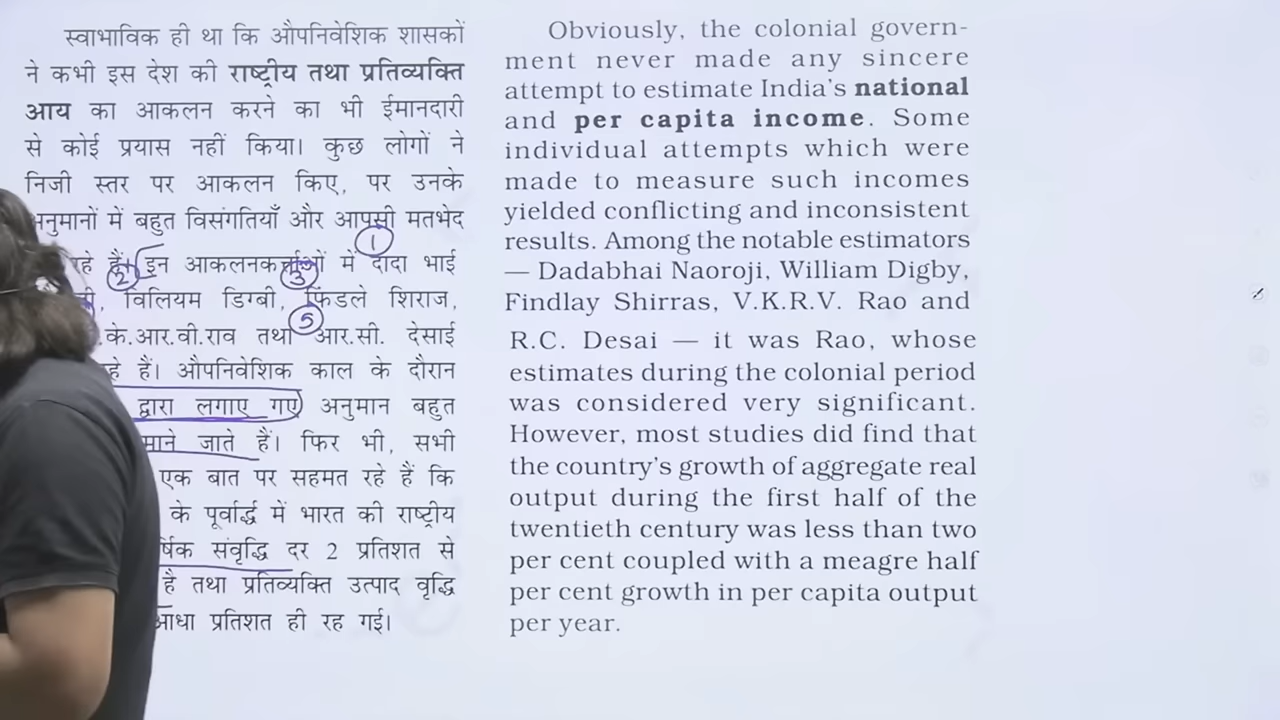 स्वाभाविक ही था कि औपनिवेशिक शासकों
ने कभी इस देश की राष्ट्रीय तथा प्रतिव्यक्ति
आय का आकलन करने का भी ईमानदारी
से कोई प्रयास नहीं किया। कुछ लोगों ने
निजी स्तर पर आकलन किए, पर उनके
में बहुत विसंगतियाँ और आपसी मतभेद
रहे हैं। इन आकलनकर्त्ताओं में दादा भाई
विलियम डिग्बी, फिंडले शिराज,
के.आर.वी.राव तथा आर.सी. देसाई
हैं। औपनिवेशिक काल के दौरान
द्वारा लगाए गए अनुमान बहुत
माने जाते हैं। फिर भी, सभी
एक बात पर सहमत रहे हैं कि
के पूर्वार्द्ध में भारत की राष्ट्रीय
संवृद्धि दर 2 प्रतिशत से
है तथा प्रतिव्यक्ति उत्पाद वृद्धि
आधा प्रतिशत ही रह गई।
1
2
3
5
Obviously, the colonial govern-
ment never made any sincere
attempt to estimate India's national
and per capita income. Some
individual attempts which were
made to measure such incomes
yielded conflicting and inconsistent
results. Among the notable estimators
— Dadabhai Naoroji, William Digby,
Findlay Shirras, V.K.R.V. Rao and
R.C. Desai — it was Rao, whose
estimates during the colonial period
was considered very significant.
However, most studies did find that
the country's growth of aggregate real
output during the first half of the
twentieth century was less than two
per cent coupled with a meagre half
per cent growth in per capita output
per year.